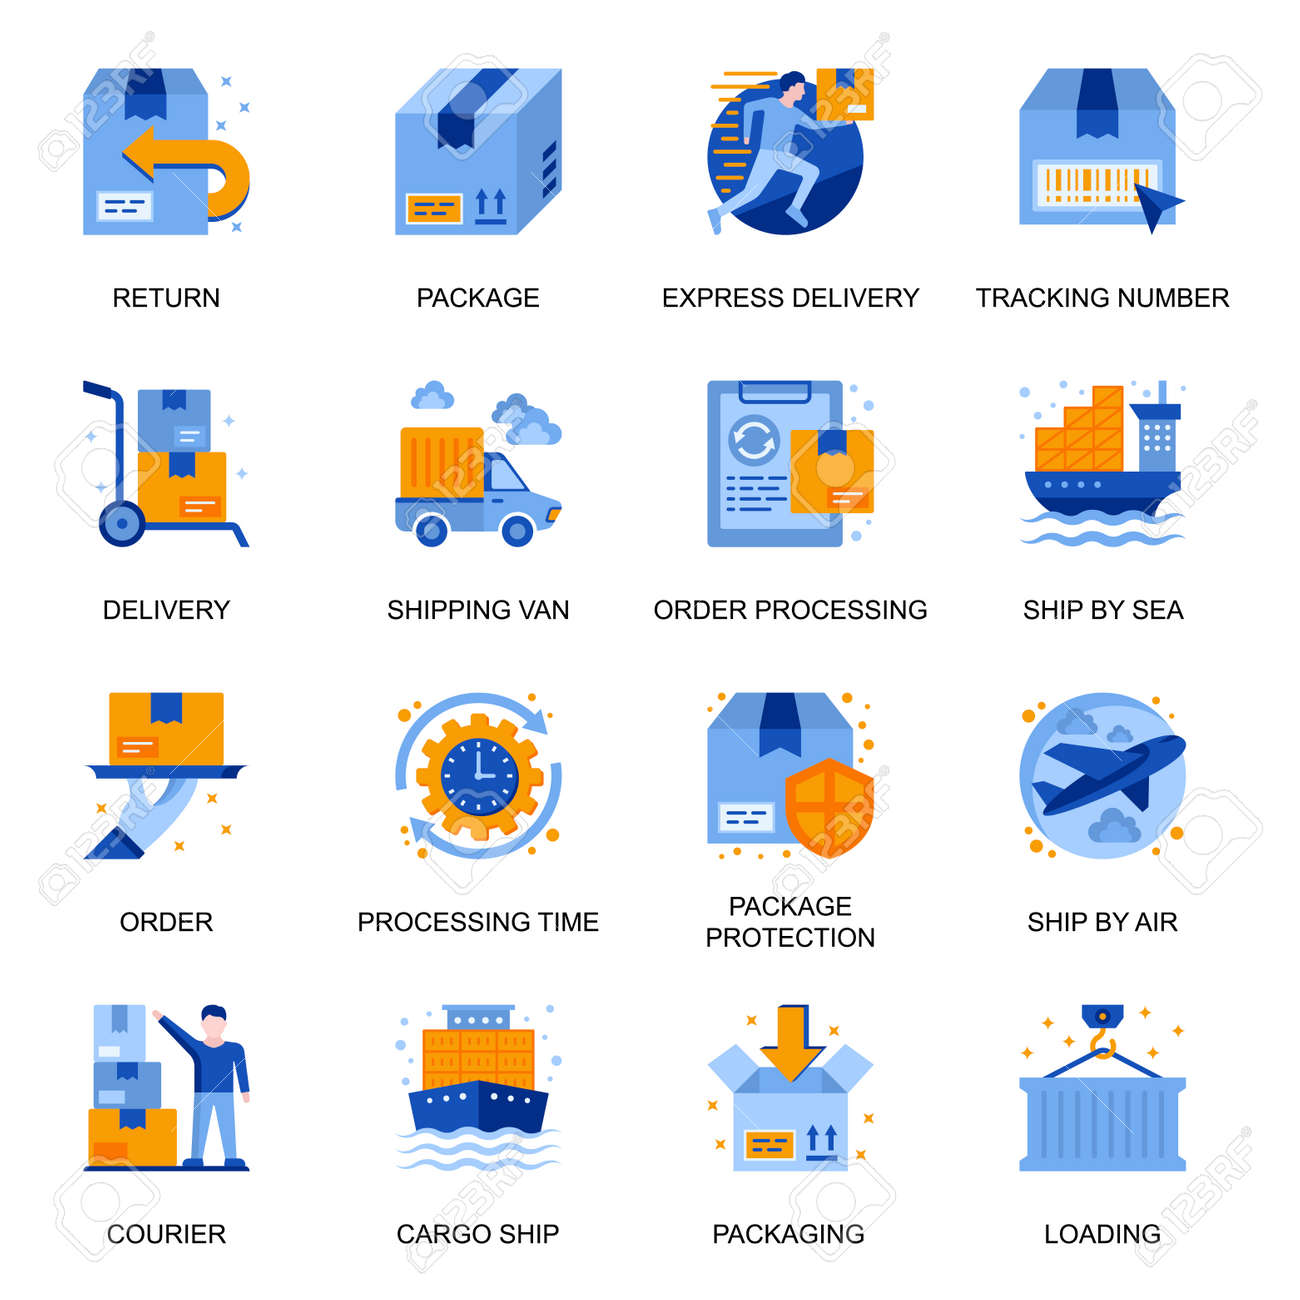 RETURN
PACKAGE
EXPRESS DELIVERY
TRACKING NUMBER
DELIVERY
SHIPPING VAN
ORDER PROCESSING
SHIP BY SEA
ORDER
PROCESSING TIME
PACKAGE
PROTECTION
SHIP BY AIR
COURIER
CARGO SHIP
PACKAGING
LOADING
123RF